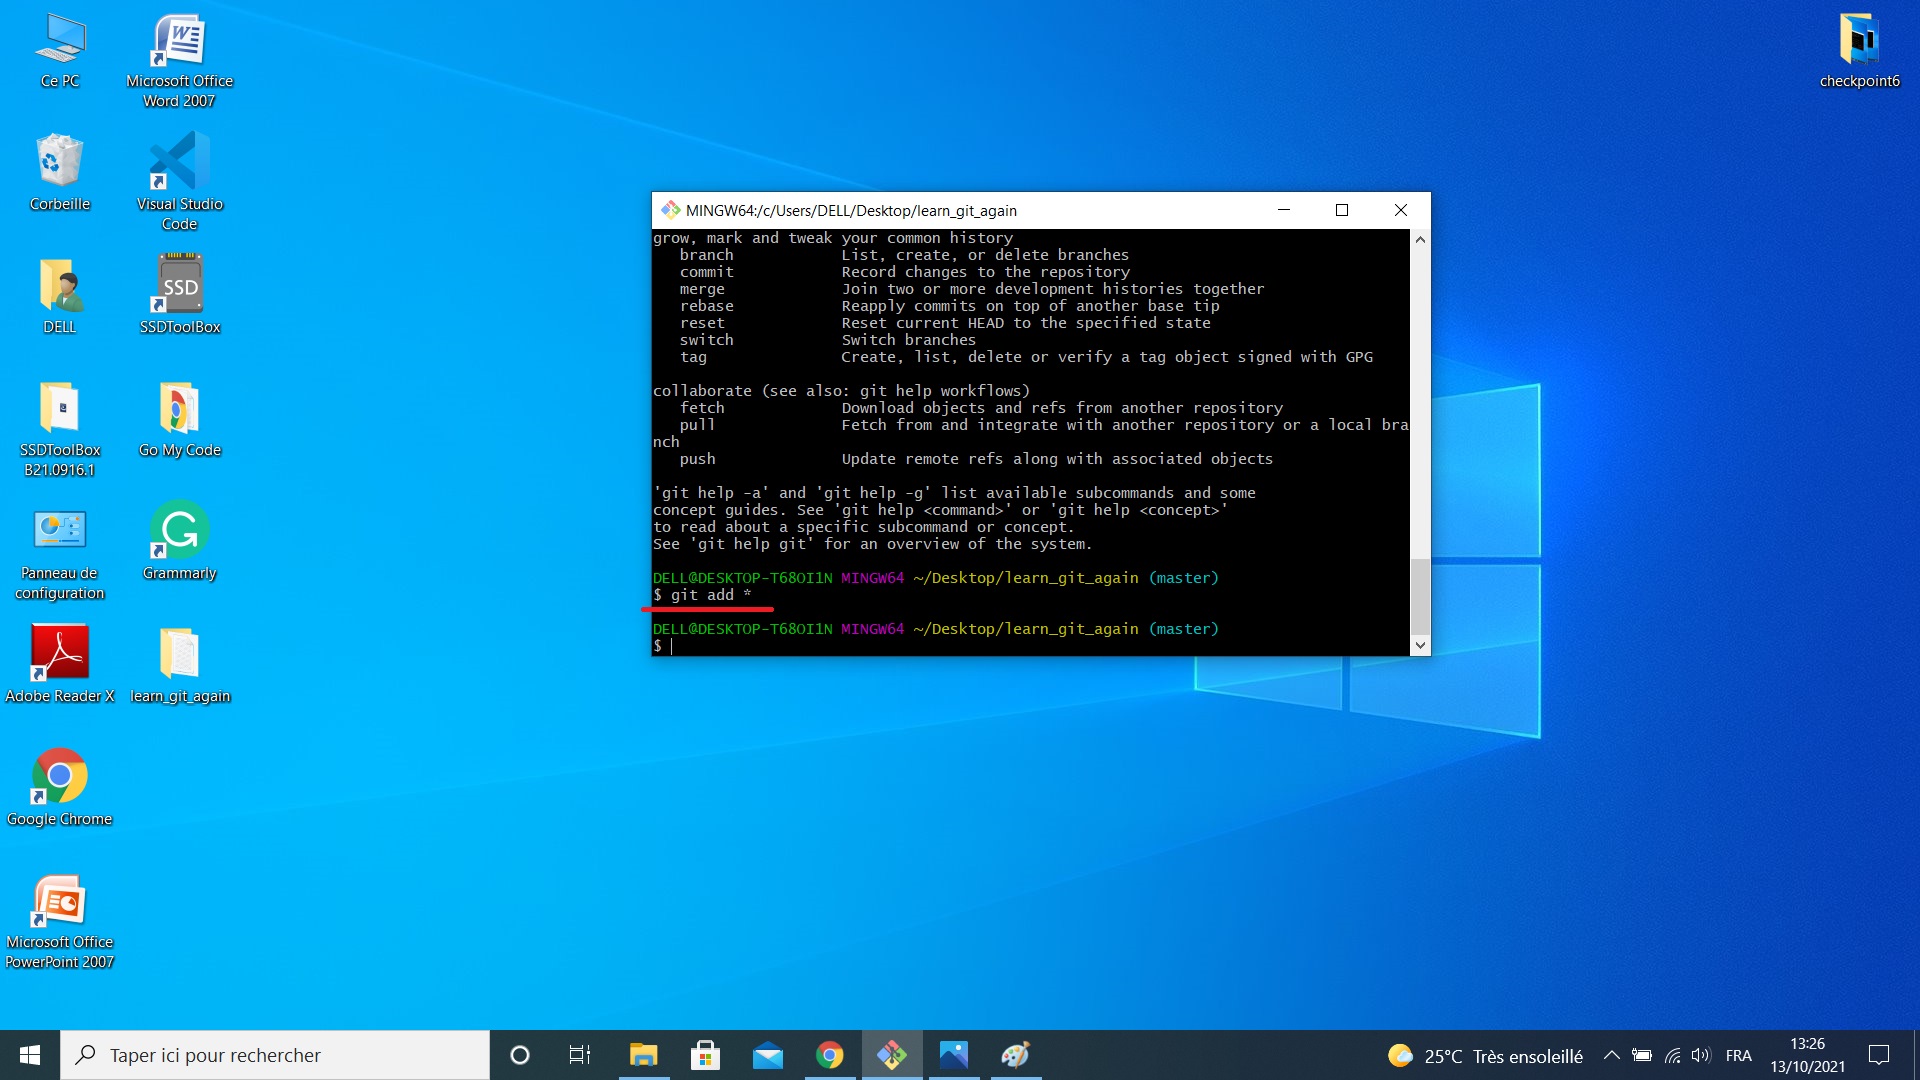 Ce PC
Microsoft Office
Word 2007
checkpoint6
Corbeille
Visual Studio
Code
DELL
SSD
SSDToolBox
SSDToolBox
B21.0916.1
Go My Code
Panneau de
configuration
Grammarly
Adobe Reader X
learn_git_again
Google Chrome
Microsoft Office
PowerPoint 2007
MINGW64:/c/Users/DELL/Desktop/learn_git_again
grow, mark and tweak your common history
branch List, create, or delete branches
commit Record changes to the repository
merge Join two or more development histories together
rebase Reapply commits on top of another base tip
reset Reset current HEAD to the specified state
switch Switch branches
tag Create, list, delete or verify a tag object signed with GPG
collaborate (see also: git help workflows)
fetch Download objects and refs from another repository
pull Fetch from and integrate with another repository or a local bra
nch
push Update remote refs along with associated objects
'git help -a' and 'git help -g' list available subcommands and some
concept guides. See 'git help <command>' or 'git help <concept>'
to read about a specific subcommand or concept.
See 'git help git' for an overview of the system.
DELL@DESKTOP-T68OI1N MINGW64 ~/Desktop/learn_git_again (master)
$ git add *
DELL@DESKTOP-T68OI1N MINGW64 ~/Desktop/learn_git_again (master)
$
Taper ici pour rechercher
25°C Très ensoleillé
FRA
13:26
13/10/2021